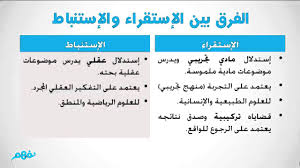 الفرق بين الإستقراء والإستنباط
الإستقراء
إستدلال مادي تجريبي ويدرس
موضوعات مادية ملموسة.
يعتمد على التجربة (منهج تجريبي)
للعلوم الطبيعية والإنسانية.
قضاياه تركيبية وصدق نتائجه
يعتمد على الرجوع للواقع.
الإستنباط
إستدلال عقلي يدرس موضوعات
عقلية بحته.
يعتمد على التفكير العقلي المجرد.
للعلوم الرياضية والمنطق.
نفهم